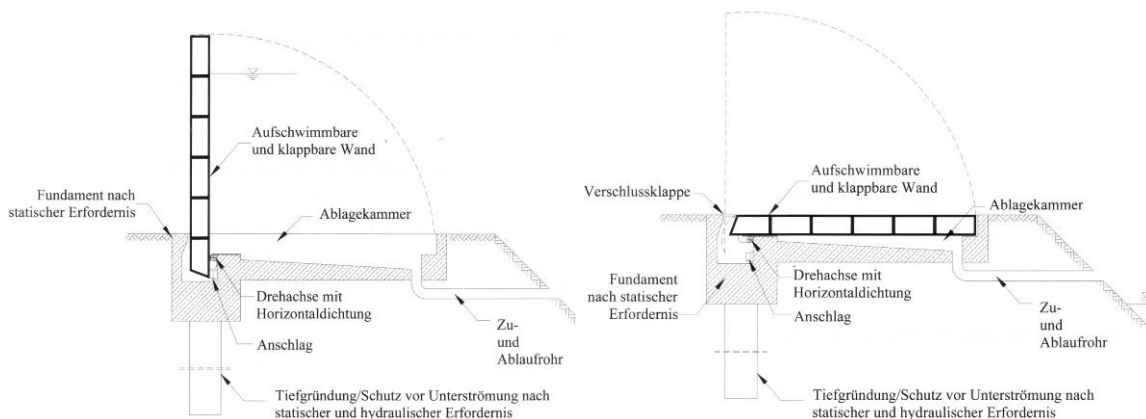 Aufschwimmbare
und klappbare Wand
Fundament nach
statischer Erfordernis
Ablagekammer
Drehachse mit
Horizontaldichtung
Anschlag
Zu-
und
Ablaufrohr
Tiefgründung/Schutz vor Unterströmung nach
statischer und hydraulischer Erfordernis
Verschlussklappe
Aufschwimmbare
und klappbare Wand
Ablagekammer
Fundament
nach statischer
Erfordernis
Drehachse mit
Horizontaldichtung
Anschlag
Zu-
und
Ablaufrohr
Tiefgründung/Schutz vor Unterströmung nach
statischer und hydraulischer Erfordernis